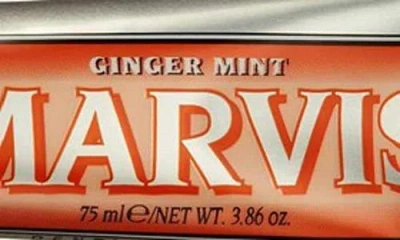 GINGER MINT
MARVIS
75 ml℮/NET WT. 3.86 oz.